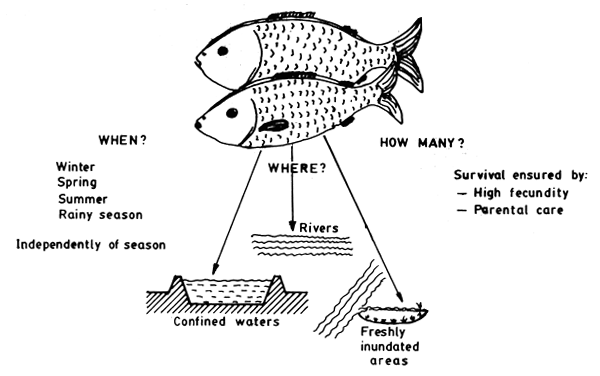 WHEN?
Winter
Spring
Summer
Rainy season
Independently of season
WHERE?
Rivers
Confined waters
Freshly
inundated
areas
HOW MANY?
Survival ensured by:
– High fecundity
– Parental care